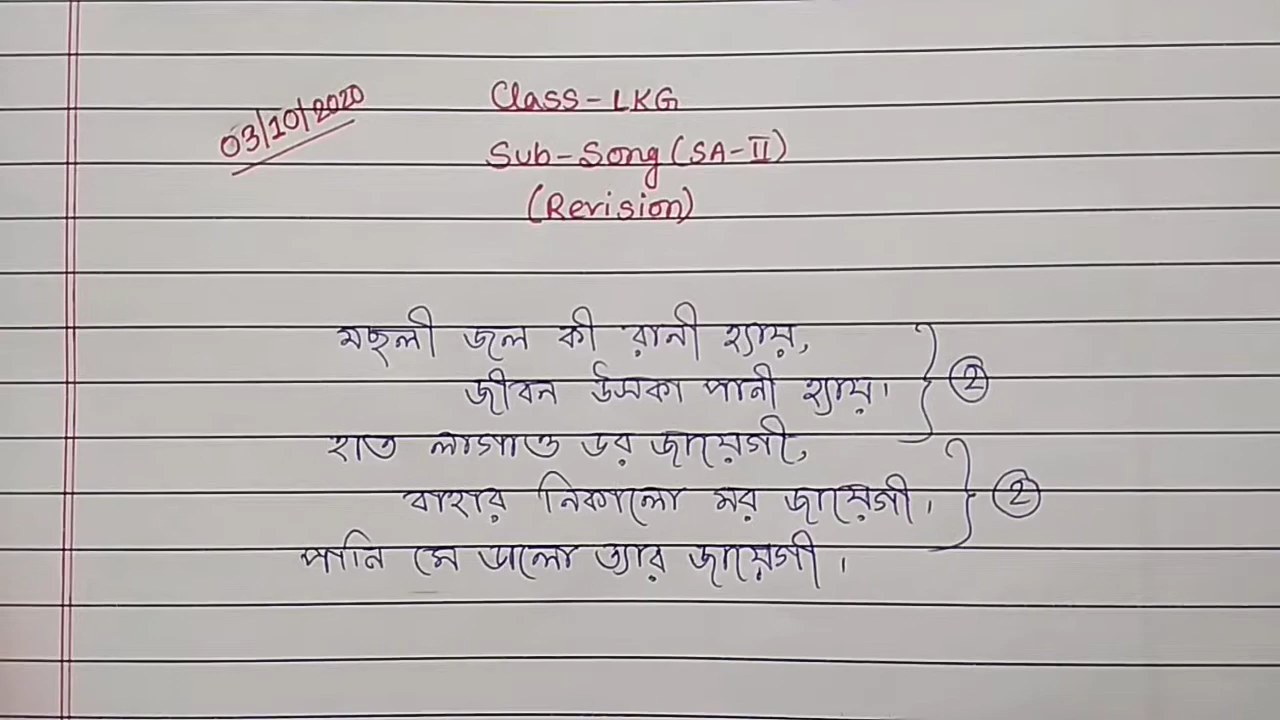 03/10/2020
Class-LKG
Sub-Song (SA-II)
(Revision)
মছলী জল কী রানী হ্যায়,
জীবন উসকা পানী হ্যায়। } ②
হাত লাগাও ডর জায়েগী,
বাহার নিকালো মর জায়েগী। } ②
পানি মে ডালো ত্যার জায়েগী।